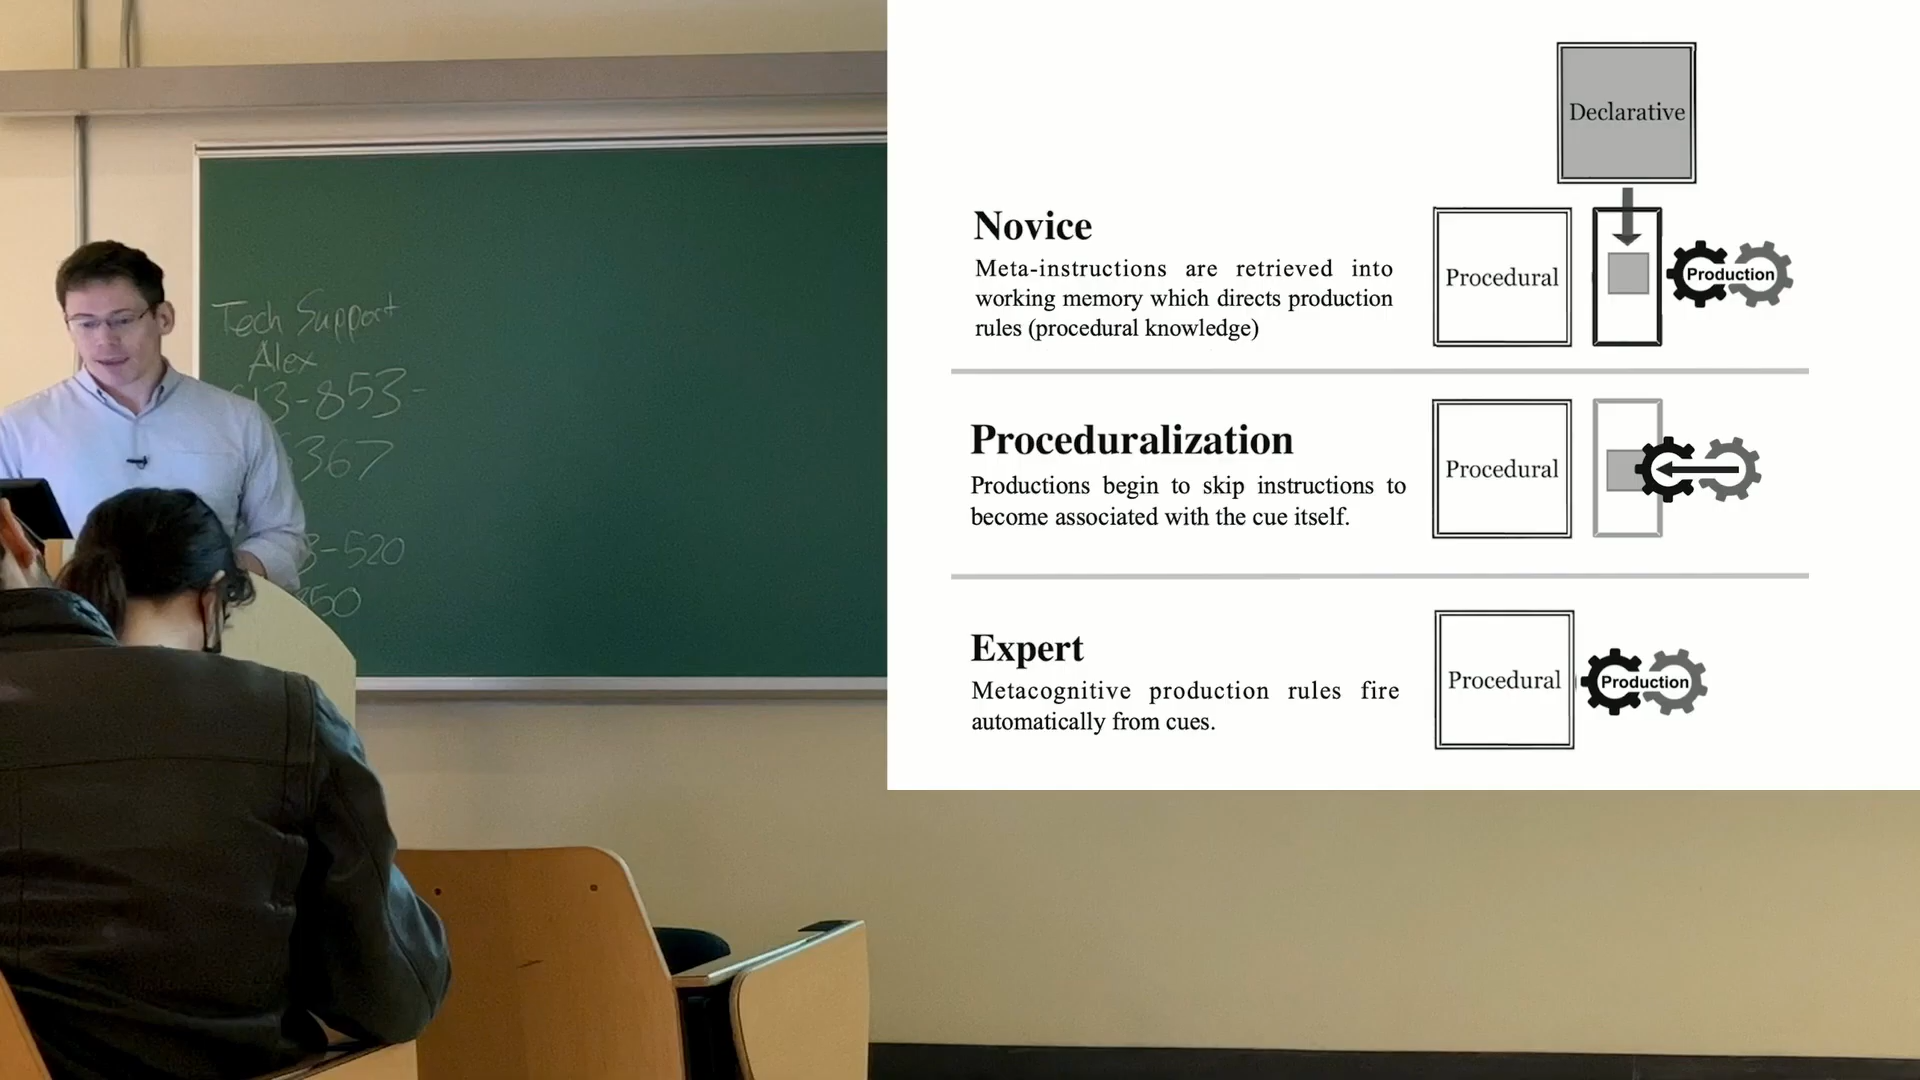 Tech Support
Alex
13-853-
367
-520
50
Declarative
Novice
Meta-instructions are retrieved into
working memory which directs production
rules (procedural knowledge)
Procedural
Production
Proceduralization
Productions begin to skip instructions to
become associated with the cue itself.
Procedural
Expert
Metacognitive production rules fire
automatically from cues.
Procedural
Production